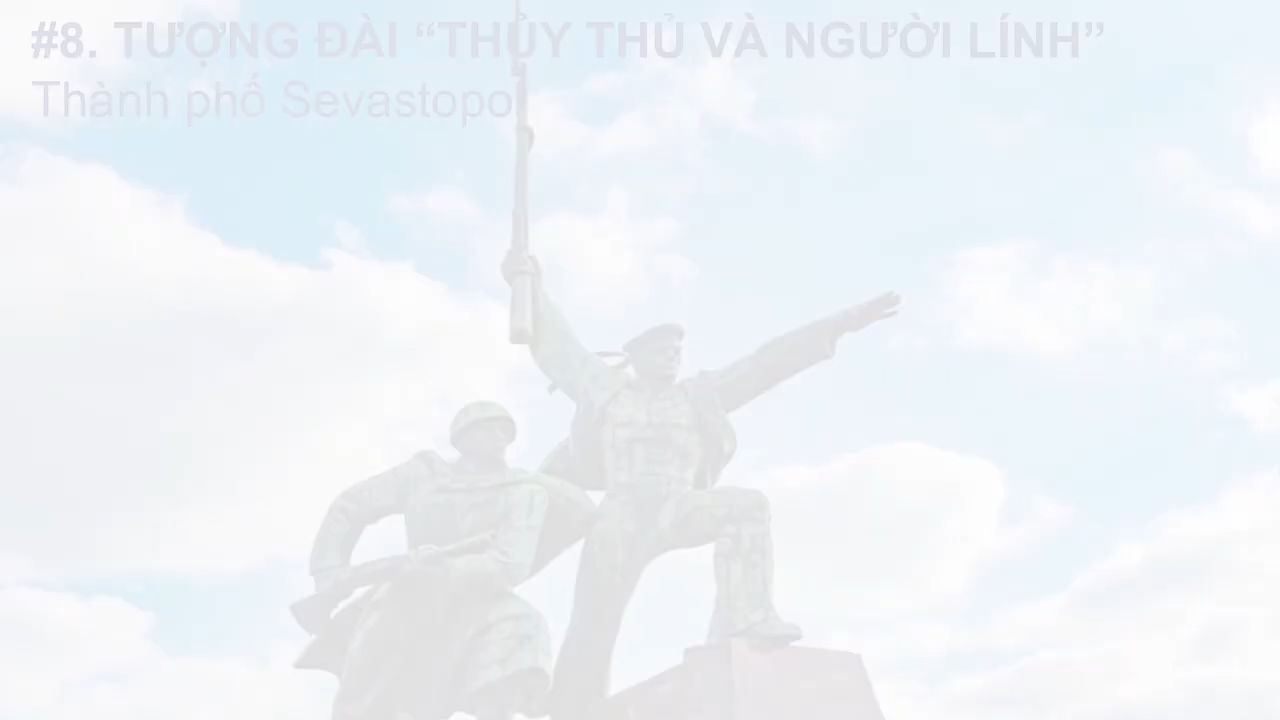 #8. TƯỢNG ĐÀI “THỦY THỦ VÀ NGƯỜI LÍNH”
Thành phố Sevastopol